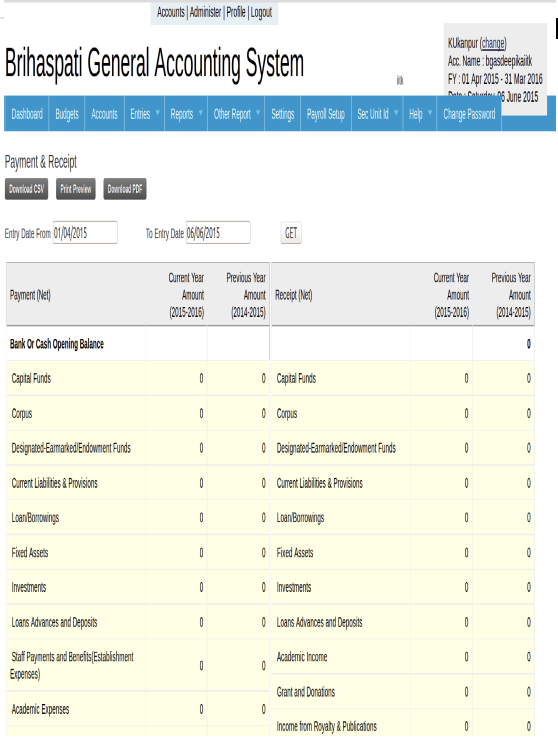 Accounts | Administer | Profile | Logout
KUkanpur (change)
Acc. Name : bgasdeepikaiitk
FY : 01 Apr 2015 - 31 Mar 2016
Date : Saturday, 06 June 2015
Brihaspati General Accounting System
iitk
Dashboard Budgets Accounts Entries Reports Other Report Settings Payroll Setup Sec Unit Id Help Change Password
Payment & Receipt
Download CSV Print Preview Download PDF
Entry Date From 01/04/2015 To Entry Date 06/06/2015 GET
Payment (Net) Current Year Amount (2015-2016) Previous Year Amount (2014-2015) Receipt (Net) Current Year Amount (2015-2016) Previous Year Amount (2014-2015)
Bank Or Cash Opening Balance 0
Capital Funds 0 0 Capital Funds 0 0
Corpus 0 0 Corpus 0 0
Designated-Earmarked/Endowment Funds 0 0 Designated-Earmarked/Endowment Funds 0 0
Current Liabilities & Provisions 0 0 Current Liabilities & Provisions 0 0
Loan/Borrowings 0 0 Loan/Borrowings 0 0
Fixed Assets 0 0 Fixed Assets 0 0
Investments 0 0 Investments 0 0
Loans Advances and Deposits 0 0 Loans Advances and Deposits 0 0
Staff Payments and Benefits(Establishment Expenses) 0 0 Academic Income 0 0
Grant and Donations 0 0
Academic Expenses 0 0 Income from Royalty & Publications 0 0